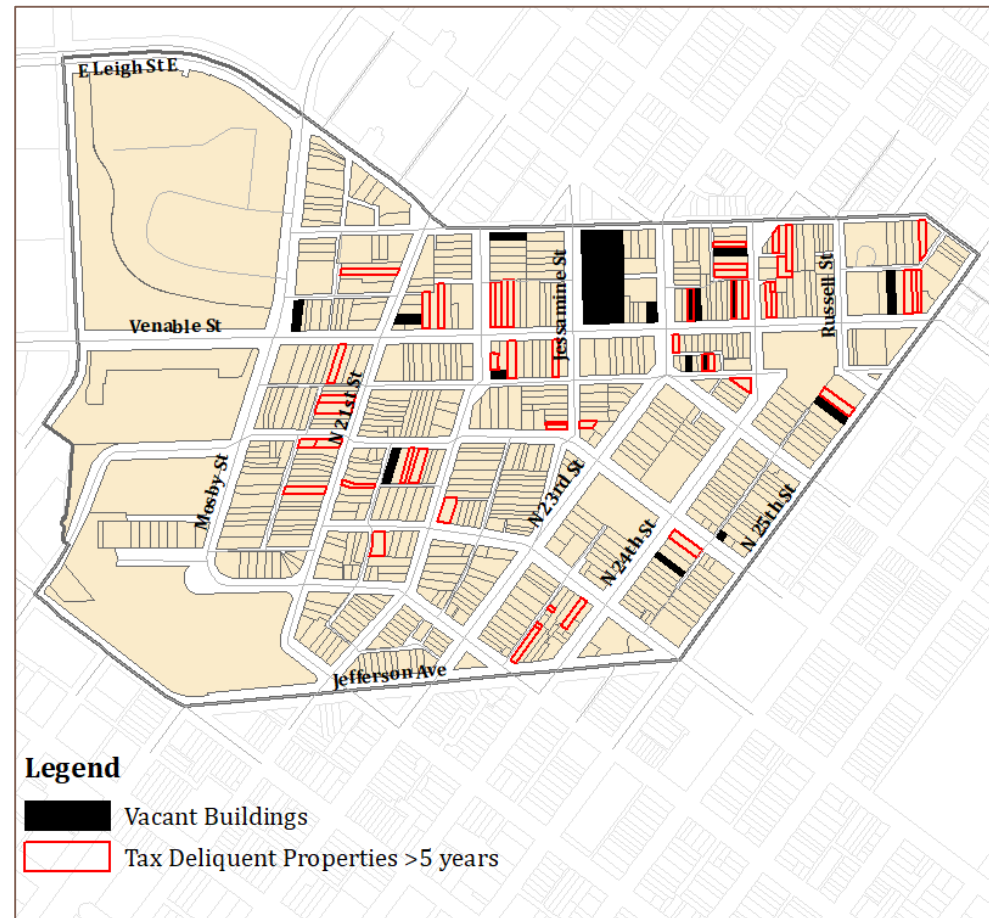 E Leigh St E
Venable St
Jessamine St
Russell St
N 21st St
Mosby St
N 23rd St
N 24th St
N 25th St
Jefferson Ave
Legend
Vacant Buildings
Tax Deliquent Properties >5 years